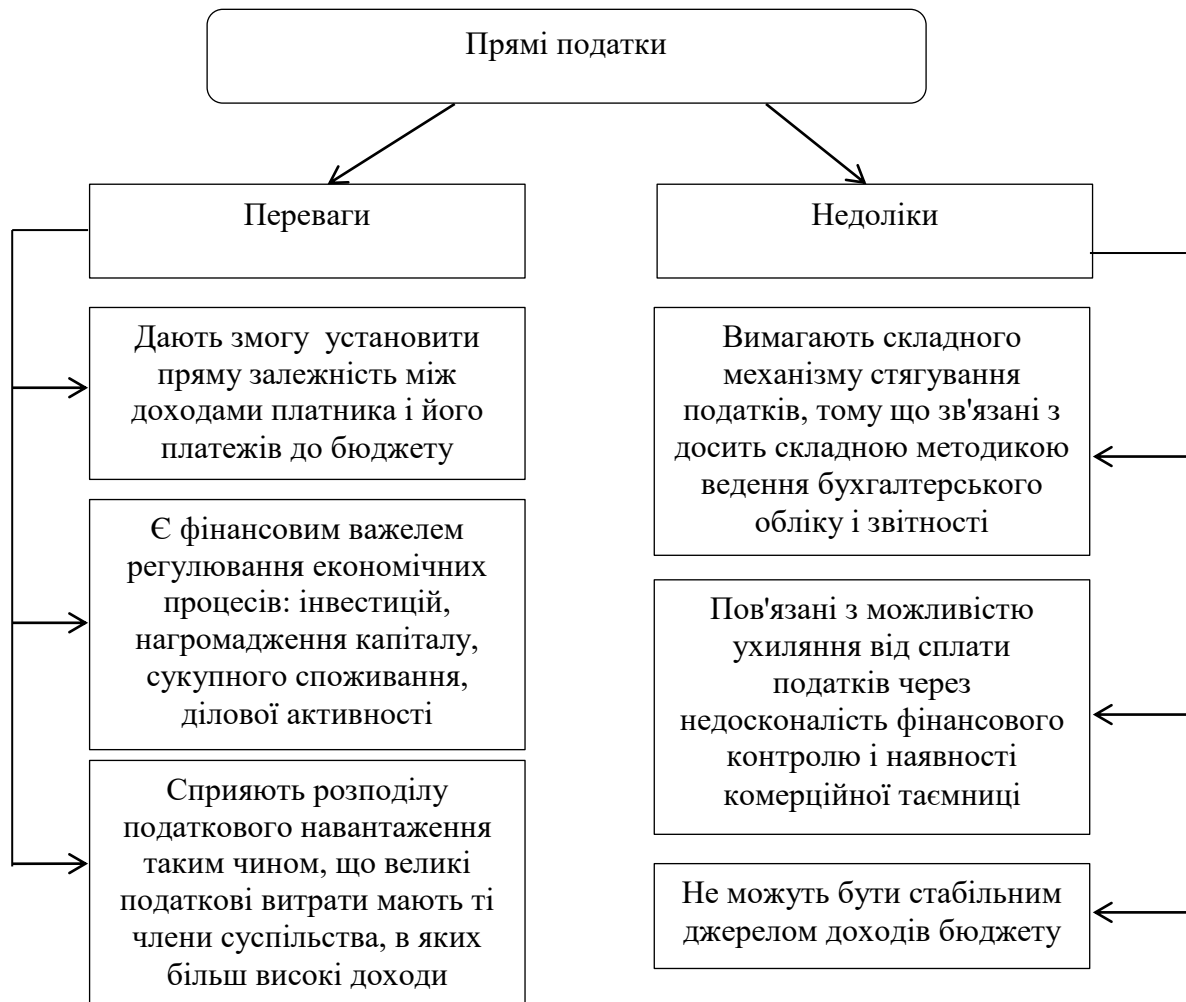 Прямі податки
Переваги
Недоліки
Дають змогу установити
пряму залежність між
доходами платника і його
платежів до бюджету
Є фінансовим важелем
регулювання економічних
процесів: інвестицій,
нагромадження капіталу,
сукупного споживання,
ділової активності
Сприяють розподілу
податкового навантаження
таким чином, що великі
податкові витрати мають ті
члени суспільства, в яких
більш високі доходи
Вимагають складного
механізму стягування
податків, тому що зв'язані з
досить складною методикою
ведення бухгалтерського
обліку і звітності
Пов'язані з можливістю
ухиляння від сплати
податків через
недосконалість фінансового
контролю і наявності
комерційної таємниці
Не можуть бути стабільним
джерелом доходів бюджету